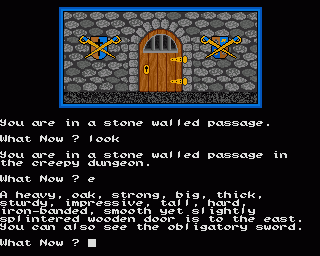 You are in a stone walled passage.
What Now ? look
You are in a stone walled passage in
the creepy dungeon.
What Now ? e
A heavy, oak, strong, big, thick,
sturdy, impressive, tall, hard,
iron-banded, smooth yet slightly
splintered wooden door is to the east.
You can also see the obligatory sword.
What Now ?